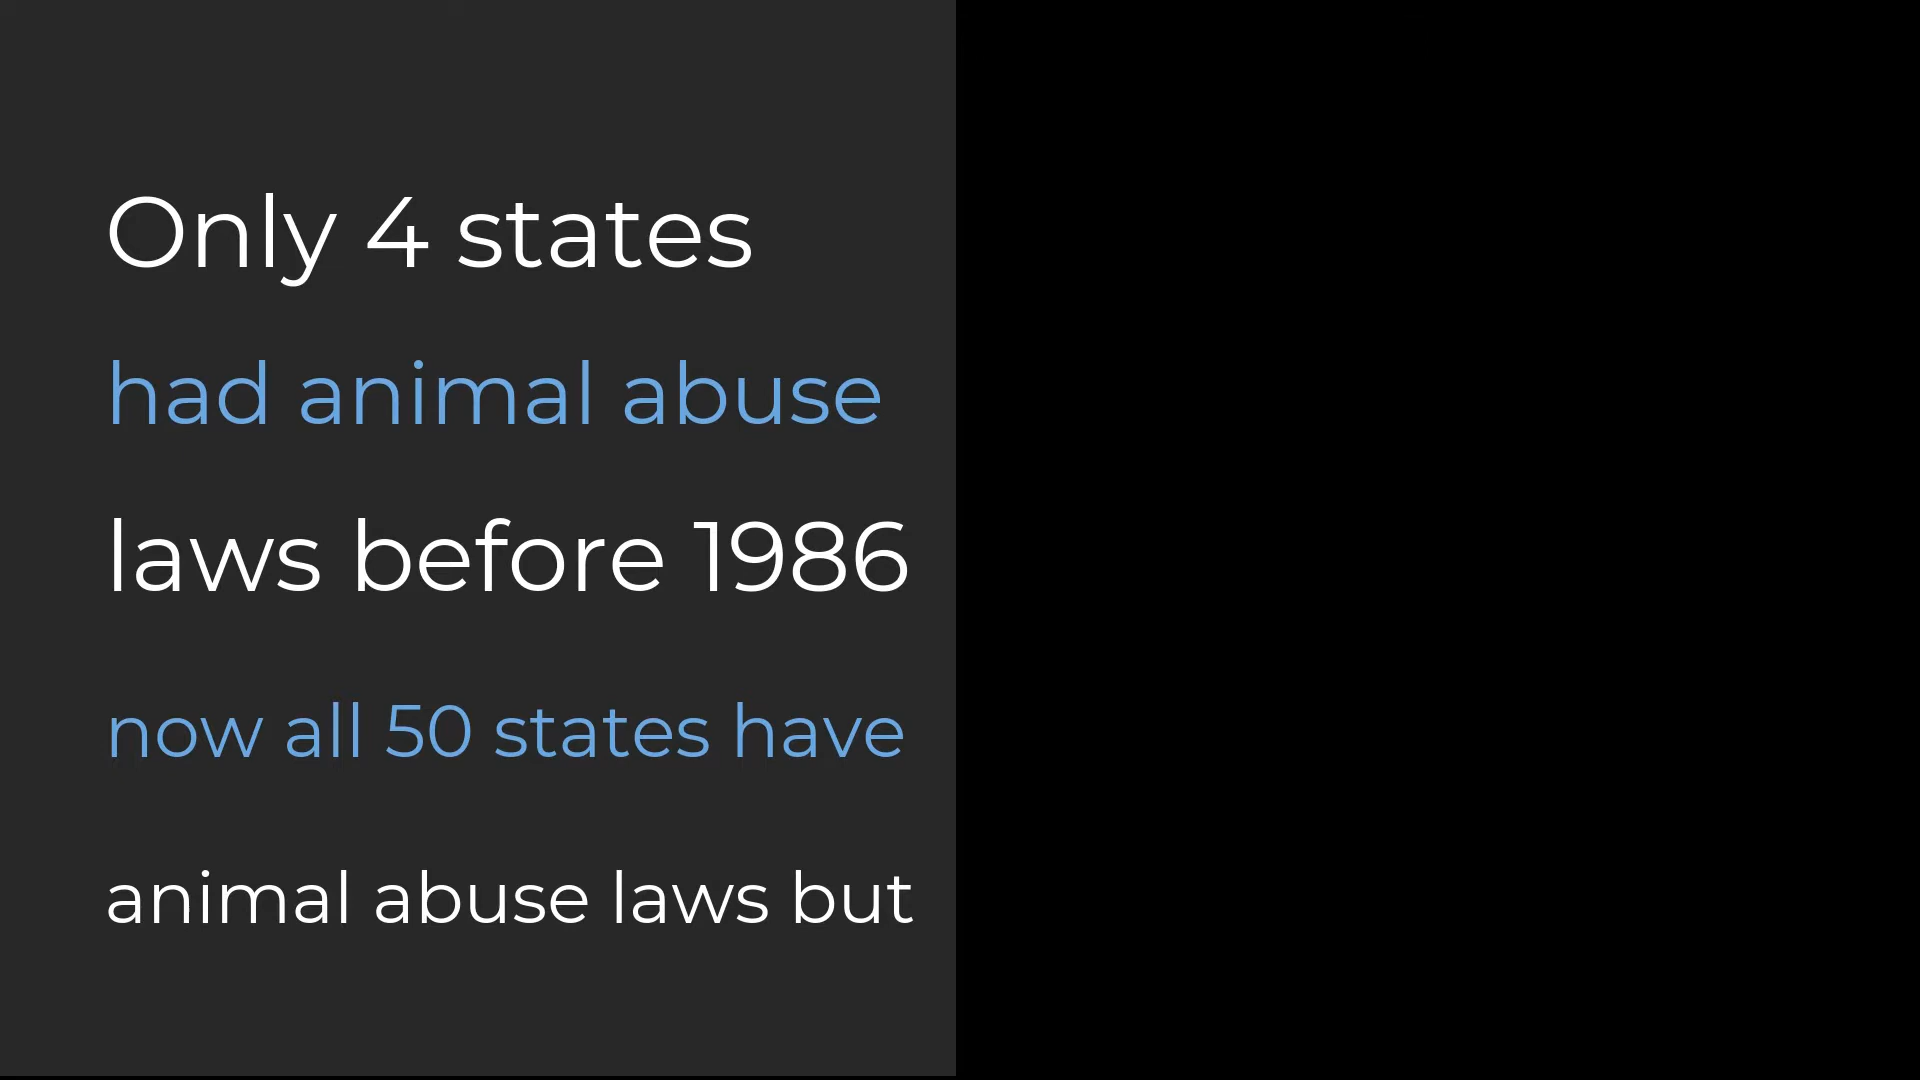 Only 4 states
had animal abuse
laws before 1986
now all 50 states have
animal abuse laws but